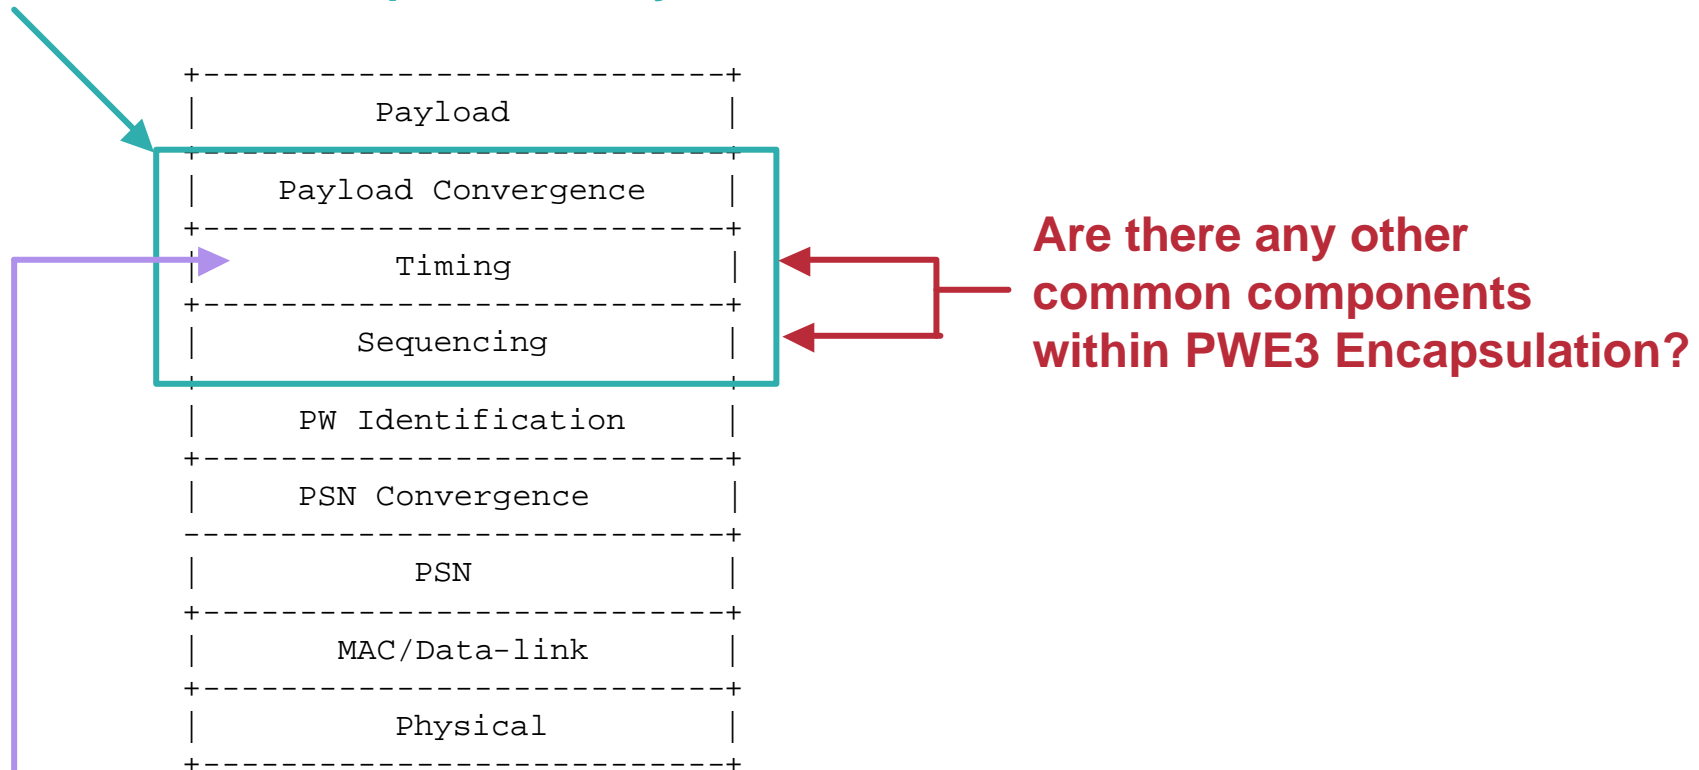 +---------------------------+
| Payload |
+---------------------------+
| Payload Convergence |
+---------------------------+
| Timing |
+---------------------------+
| Sequencing |
+---------------------------+
| PW Identification |
+---------------------------+
| PSN Convergence |
----------------------------+
| PSN |
+---------------------------+
| MAC/Data-link |
+---------------------------+
| Physical |
+---------------------------+
Are there any other
common components
within PWE3 Encapsulation?